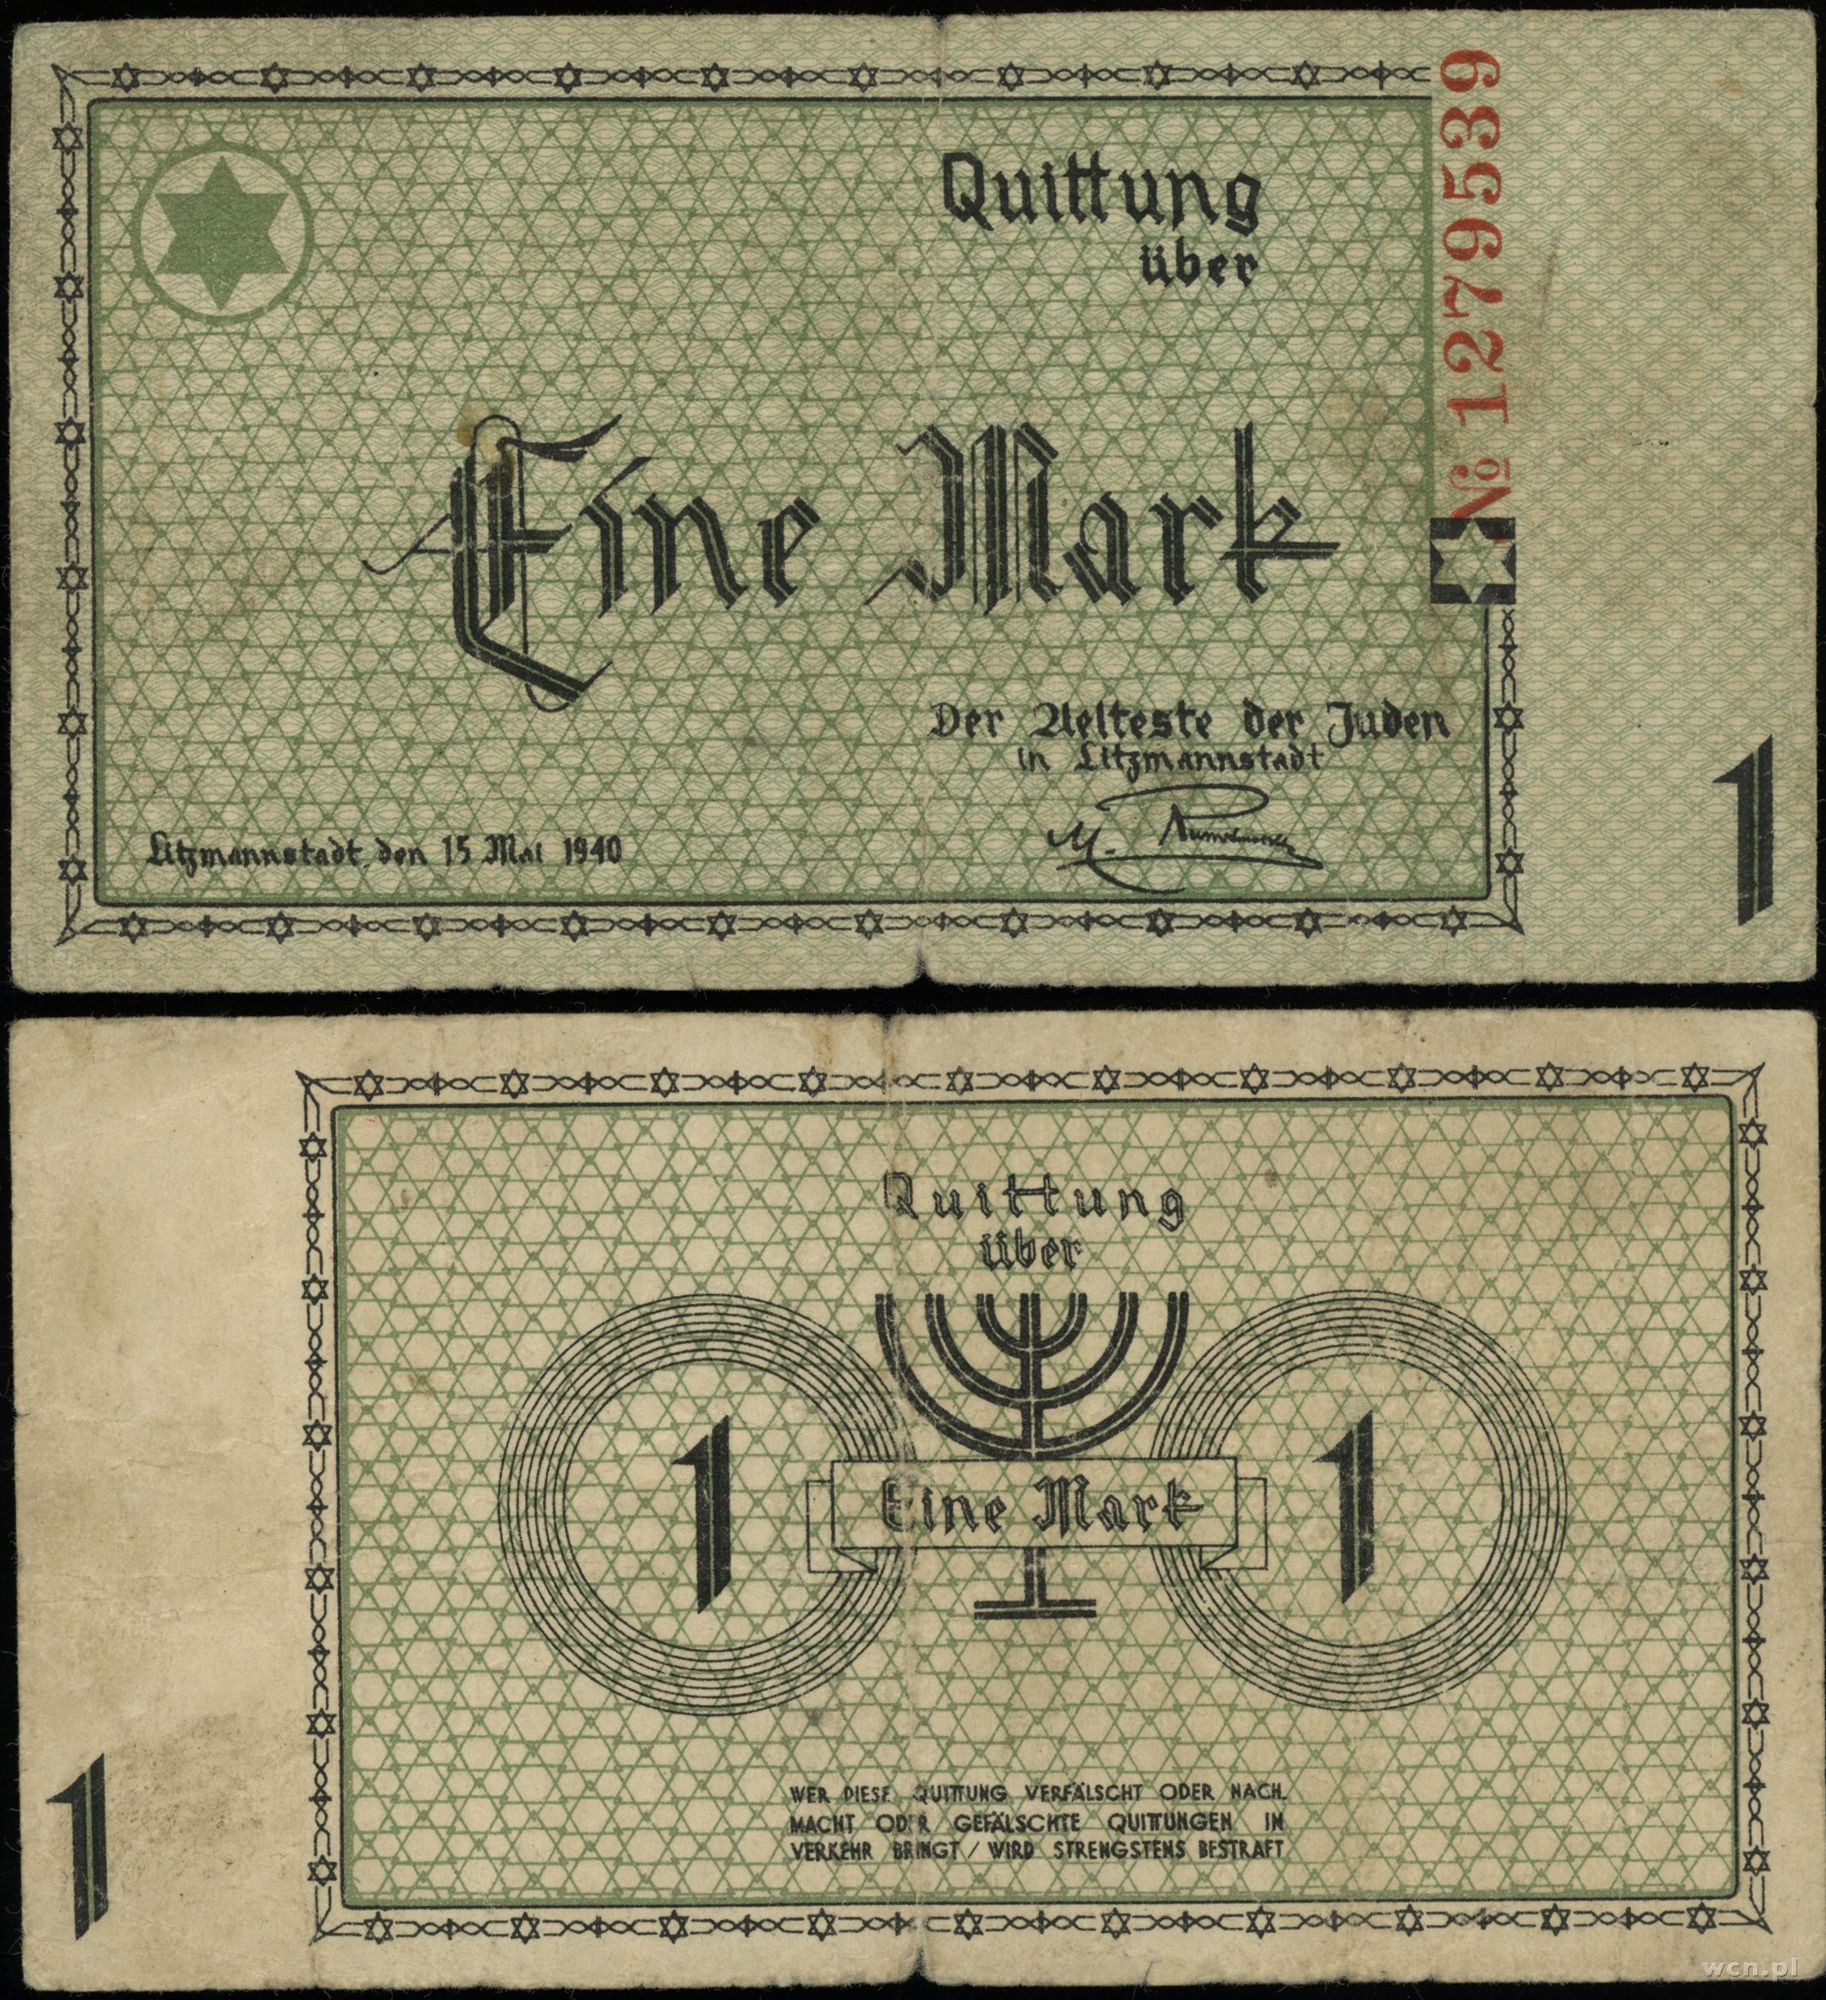 Quittung
über
Eine Mark
Der Aelteste der Juden
in Litzmannstadt
Litzmannstadt, den 15 Mai 1940
M. Rumkowski
№ 1279539
1
Quittung
über
Eine Mark
1
1
WER DIESE QUITTUNG VERFÄLSCHT ODER NACH-
MACHT ODER GEFÄLSCHTE QUITTUNGEN IN
VERKEHR BRINGT / WIRD STRENGSTENS BESTRAFT
1
wcn.pl